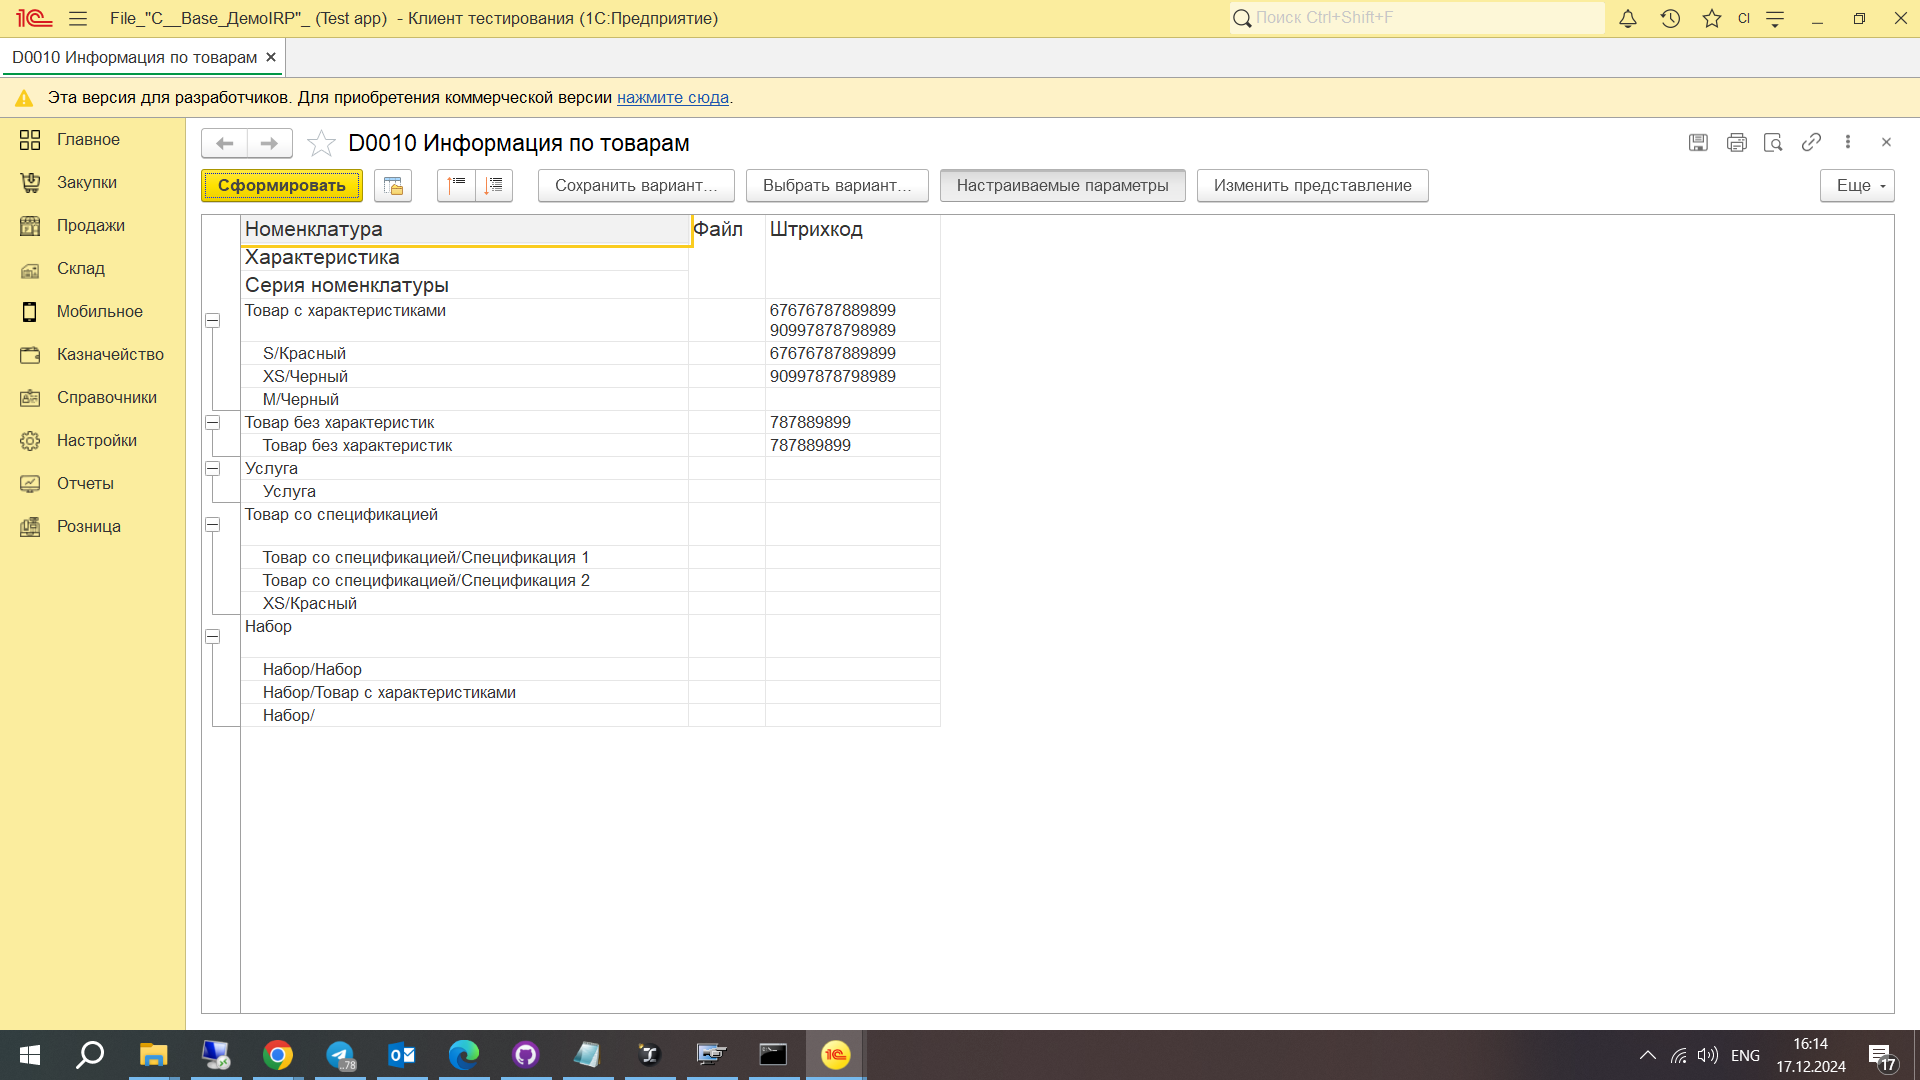 File_"C__Base_ДемоIRP"_ (Test app) - Клиент тестирования (1С:Предприятие)
Поиск Ctrl+Shift+F
CI
D0010 Информация по товарам
Эта версия для разработчиков. Для приобретения коммерческой версии нажмите сюда.
Главное
Закупки
Продажи
Склад
Мобильное
Казначейство
Справочники
Настройки
Отчеты
Розница
D0010 Информация по товарам
Сформировать
Сохранить вариант...
Выбрать вариант...
Настраиваемые параметры
Изменить представление
Еще
Номенклатура Файл Штрихкод
Характеристика
Серия номенклатуры
Товар с характеристиками 67676787889899
90997878798989
S/Красный 67676787889899
XS/Черный 90997878798989
M/Черный
Товар без характеристик 787889899
Товар без характеристик 787889899
Услуга
Услуга
Товар со спецификацией
Товар со спецификацией/Спецификация 1
Товар со спецификацией/Спецификация 2
XS/Красный
Набор
Набор/Набор
Набор/Товар с характеристиками
Набор/
..78
ENG
16:14
17.12.2024
17